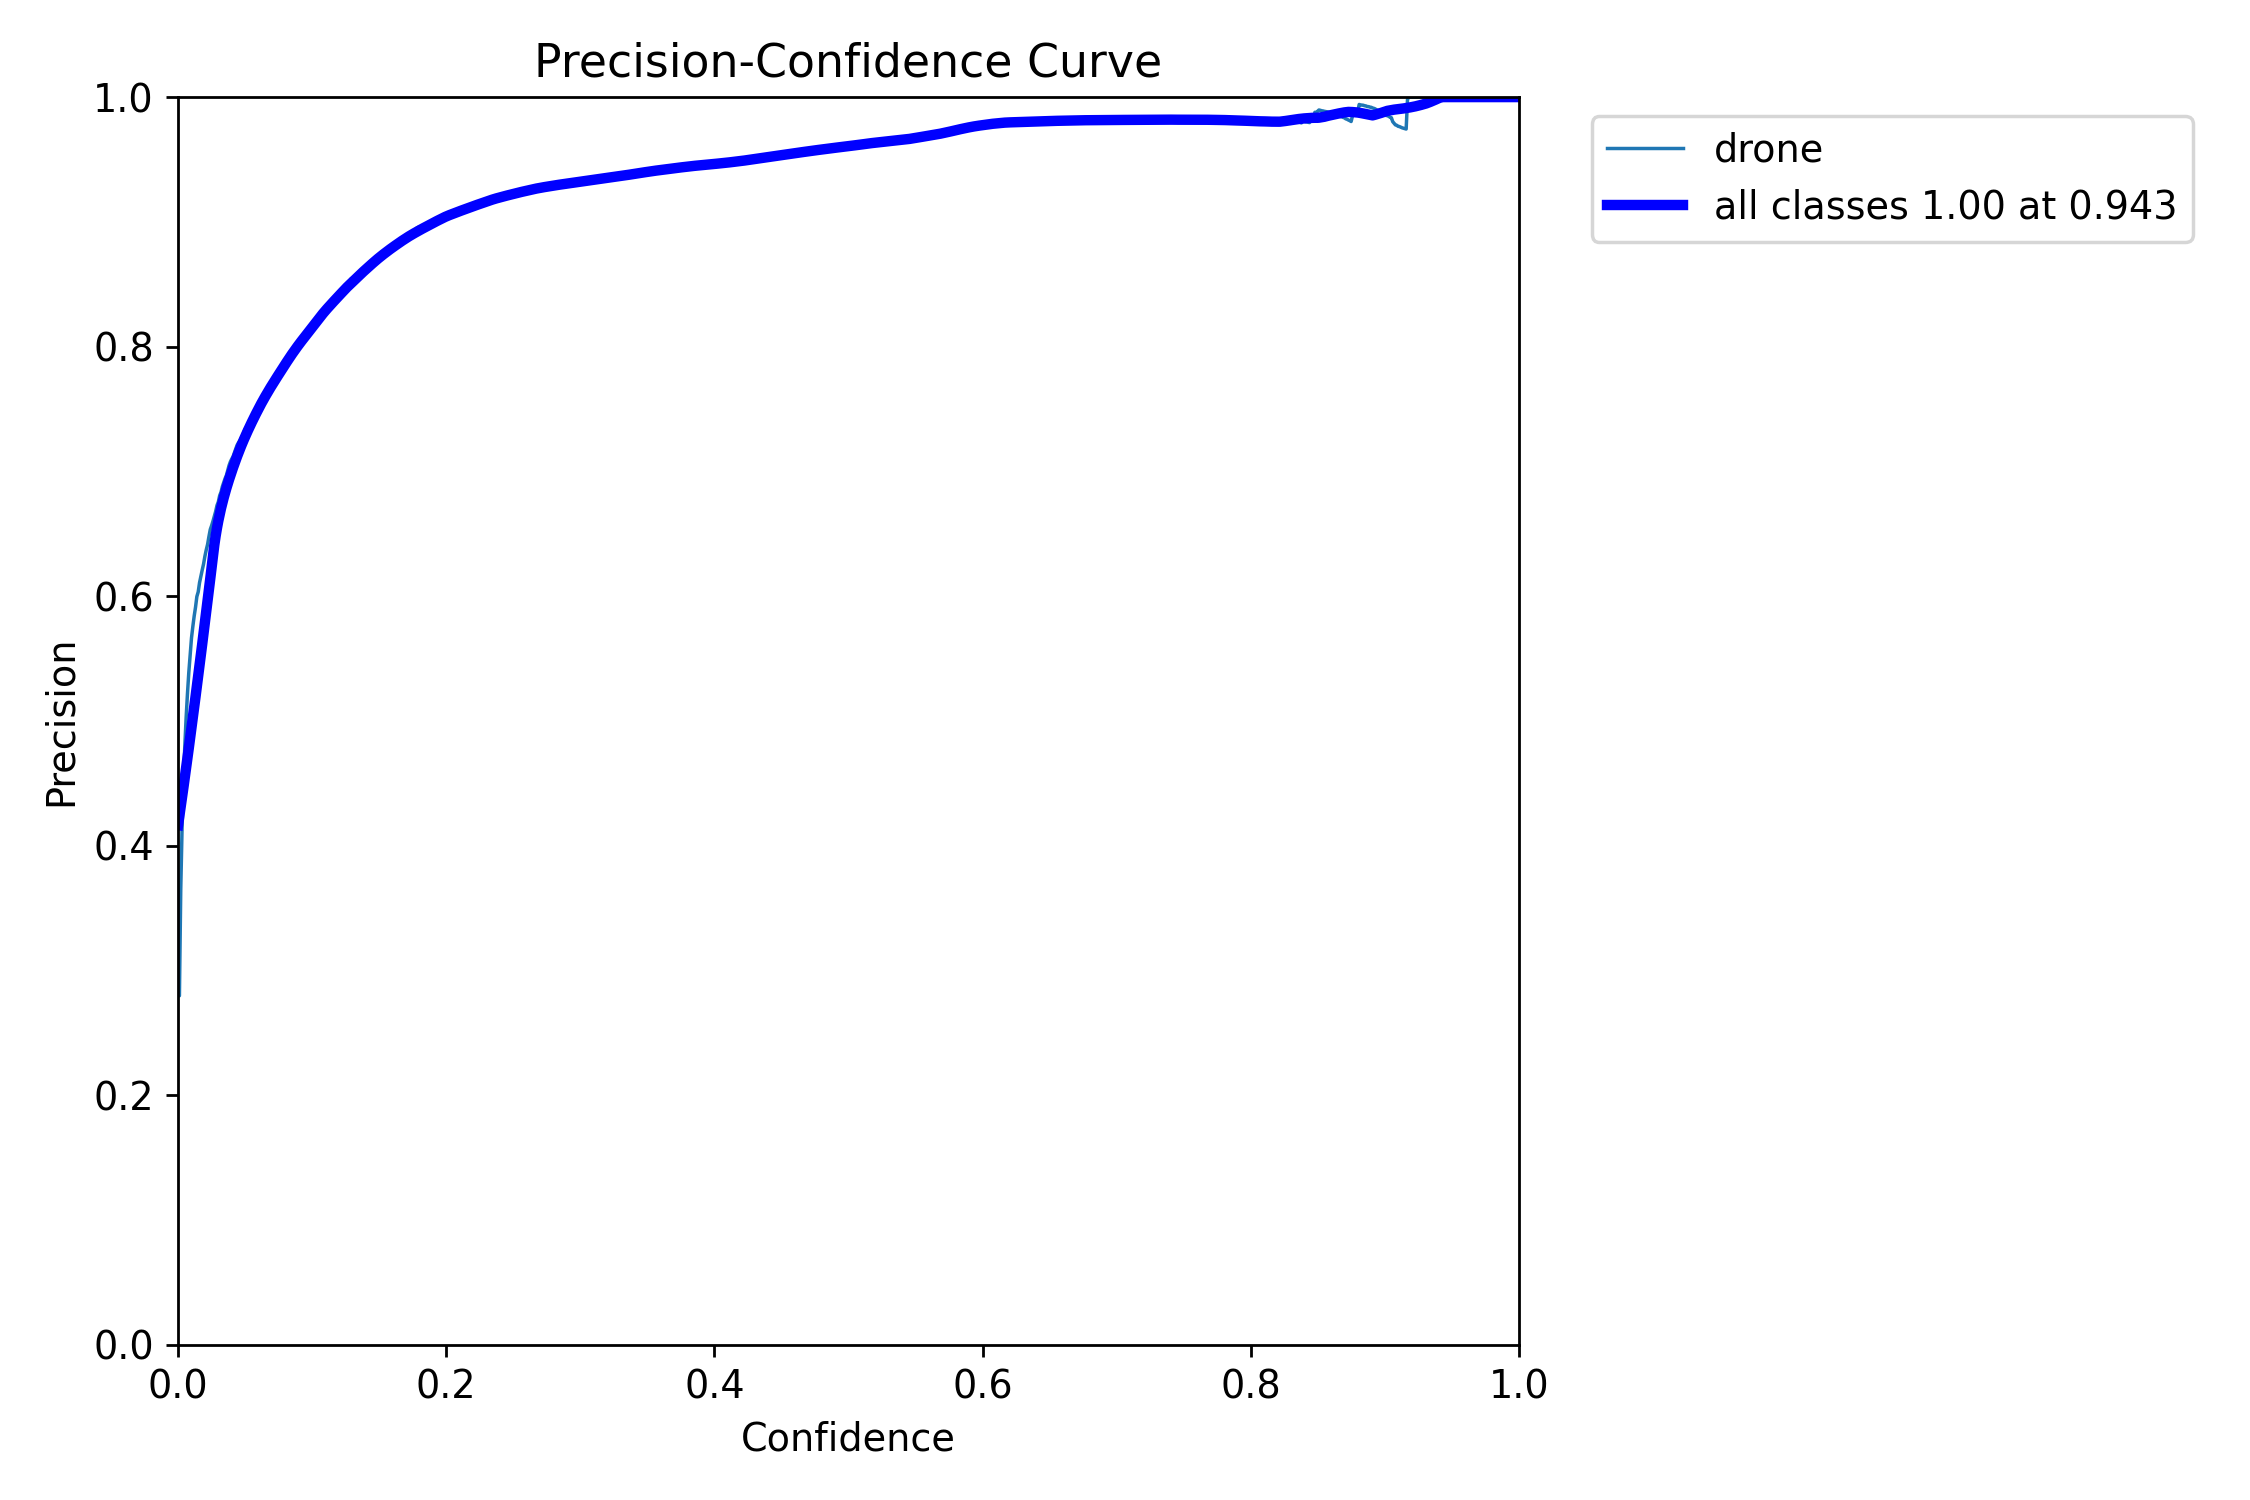 Precision-Confidence Curve
1.0
0.8
0.6
0.4
0.2
0.0
Precision
0.0 0.2 0.4 0.6 0.8 1.0
Confidence
drone
all classes 1.00 at 0.943